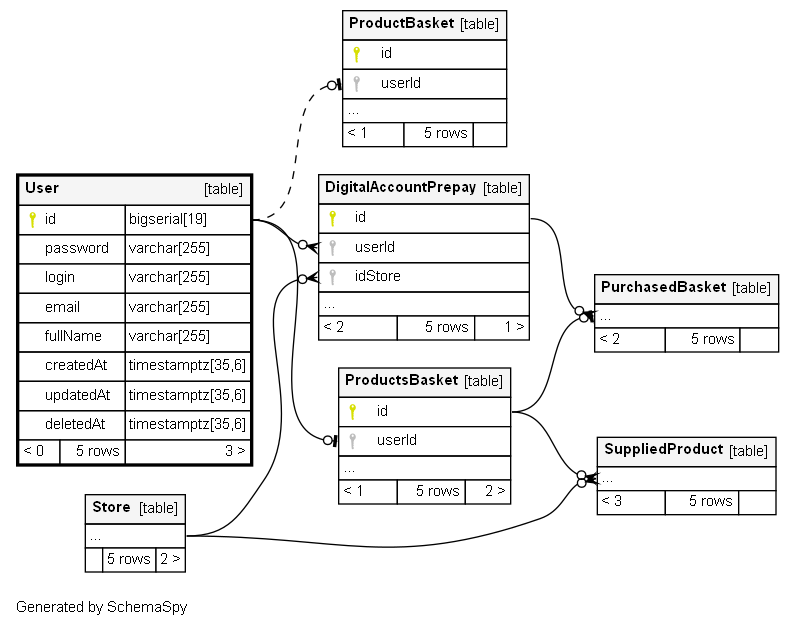 ProductBasket [table]
id
userId
...
< 1 5 rows
User [table]
id bigserial[19]
password varchar[255]
login varchar[255]
email varchar[255]
fullName varchar[255]
createdAt timestamptz[35,6]
updatedAt timestamptz[35,6]
deletedAt timestamptz[35,6]
< 0 5 rows 3 >
DigitalAccountPrepay [table]
id
userId
idStore
...
< 2 5 rows 1 >
PurchasedBasket [table]
...
< 2 5 rows
ProductsBasket [table]
id
userId
...
< 1 5 rows 2 >
SuppliedProduct [table]
...
< 3 5 rows
Store [table]
...
5 rows 2 >
Generated by SchemaSpy